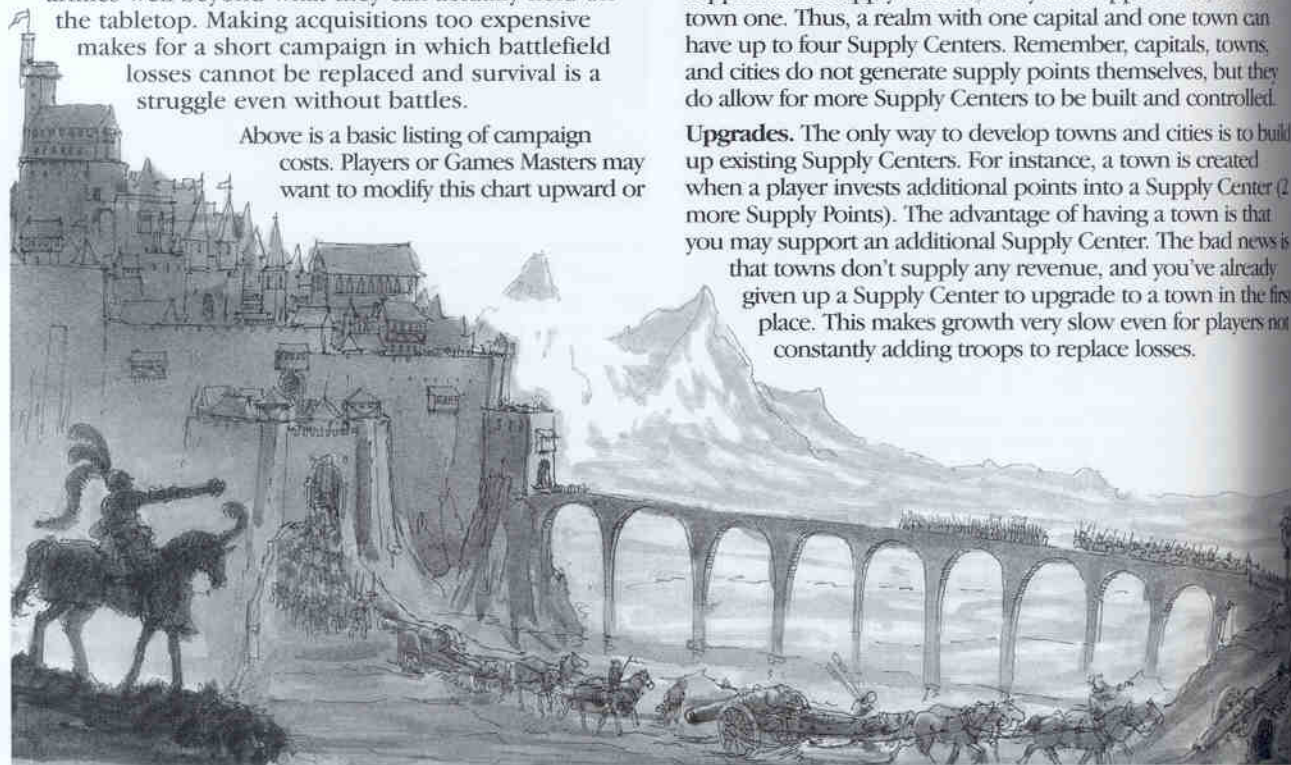 the tabletop. Making acquisitions too expensive
makes for a short campaign in which battlefield
losses cannot be replaced and survival is a
struggle even without battles.
Above is a basic listing of campaign
costs. Players or Games Masters may
want to modify this chart upward or
town one. Thus, a realm with one capital and one town can
have up to four Supply Centers. Remember, capitals, towns,
and cities do not generate supply points themselves, but they
do allow for more Supply Centers to be built and controlled.
Upgrades. The only way to develop towns and cities is to build
up existing Supply Centers. For instance, a town is created
when a player invests additional points into a Supply Center (2
more Supply Points). The advantage of having a town is that
you may support an additional Supply Center. The bad news is
that towns don't supply any revenue, and you've already
given up a Supply Center to upgrade to a town in the first
place. This makes growth very slow even for players not
constantly adding troops to replace losses.